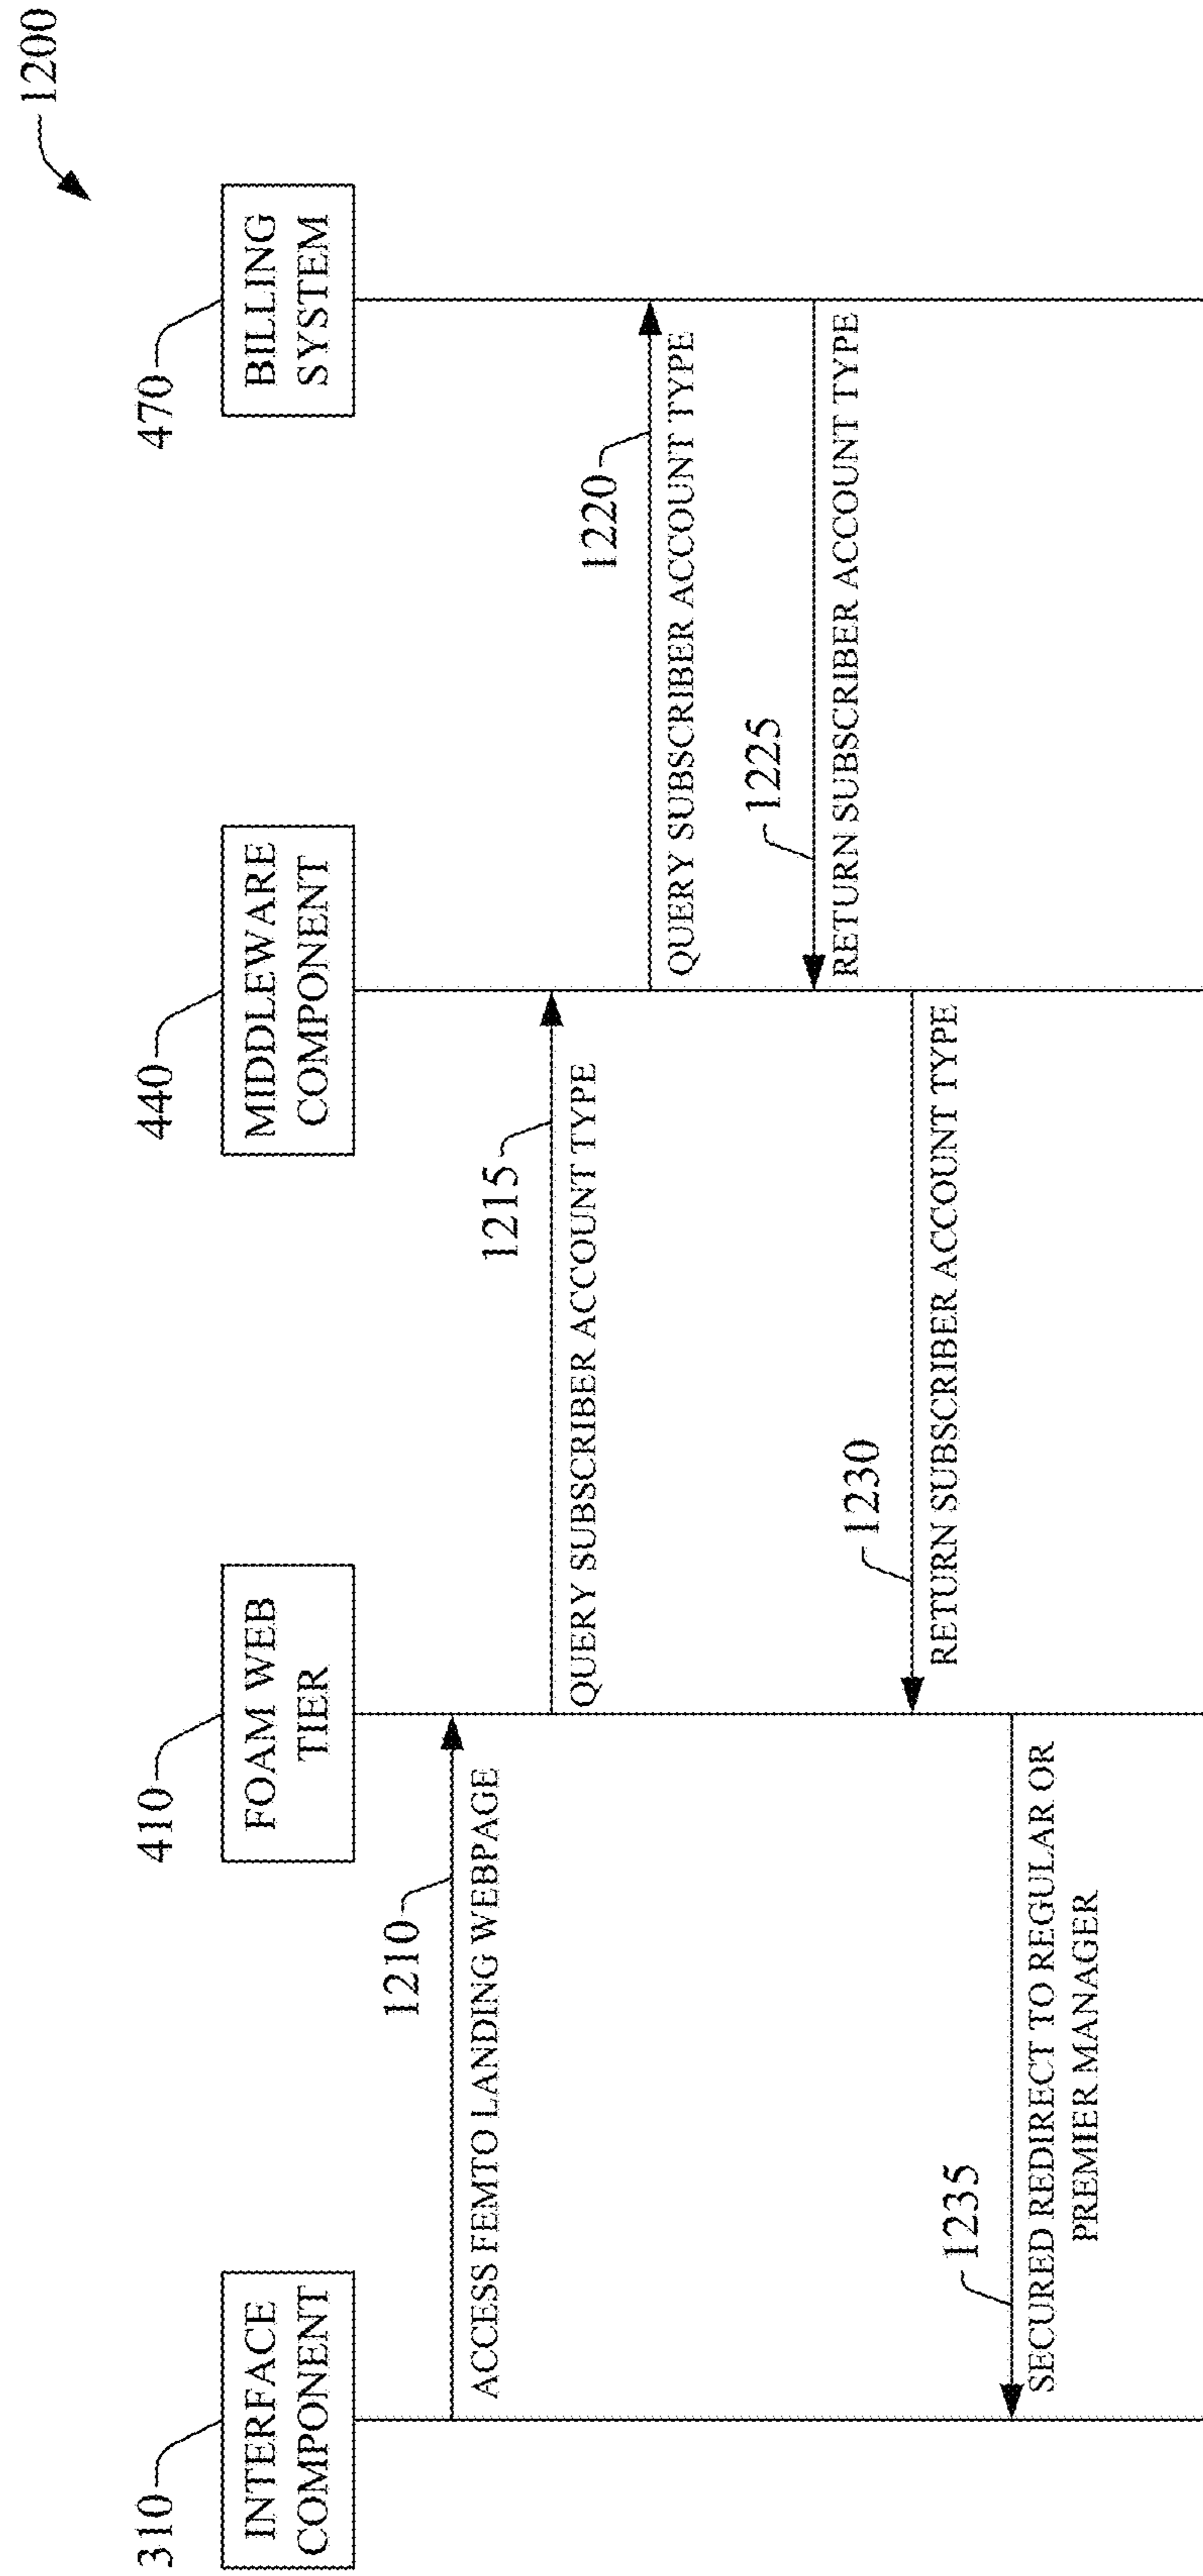 1200
310
INTERFACE
COMPONENT
410
FOAM WEB
TIER
440
MIDDLEWARE
COMPONENT
470
BILLING
SYSTEM
1210
ACCESS FEMTO LANDING WEBPAGE
1215
QUERY SUBSCRIBER ACCOUNT TYPE
1220
QUERY SUBSCRIBER ACCOUNT TYPE
1225
RETURN SUBSCRIBER ACCOUNT TYPE
1230
RETURN SUBSCRIBER ACCOUNT TYPE
1235
SECURED REDIRECT TO REGULAR OR
PREMIER MANAGER